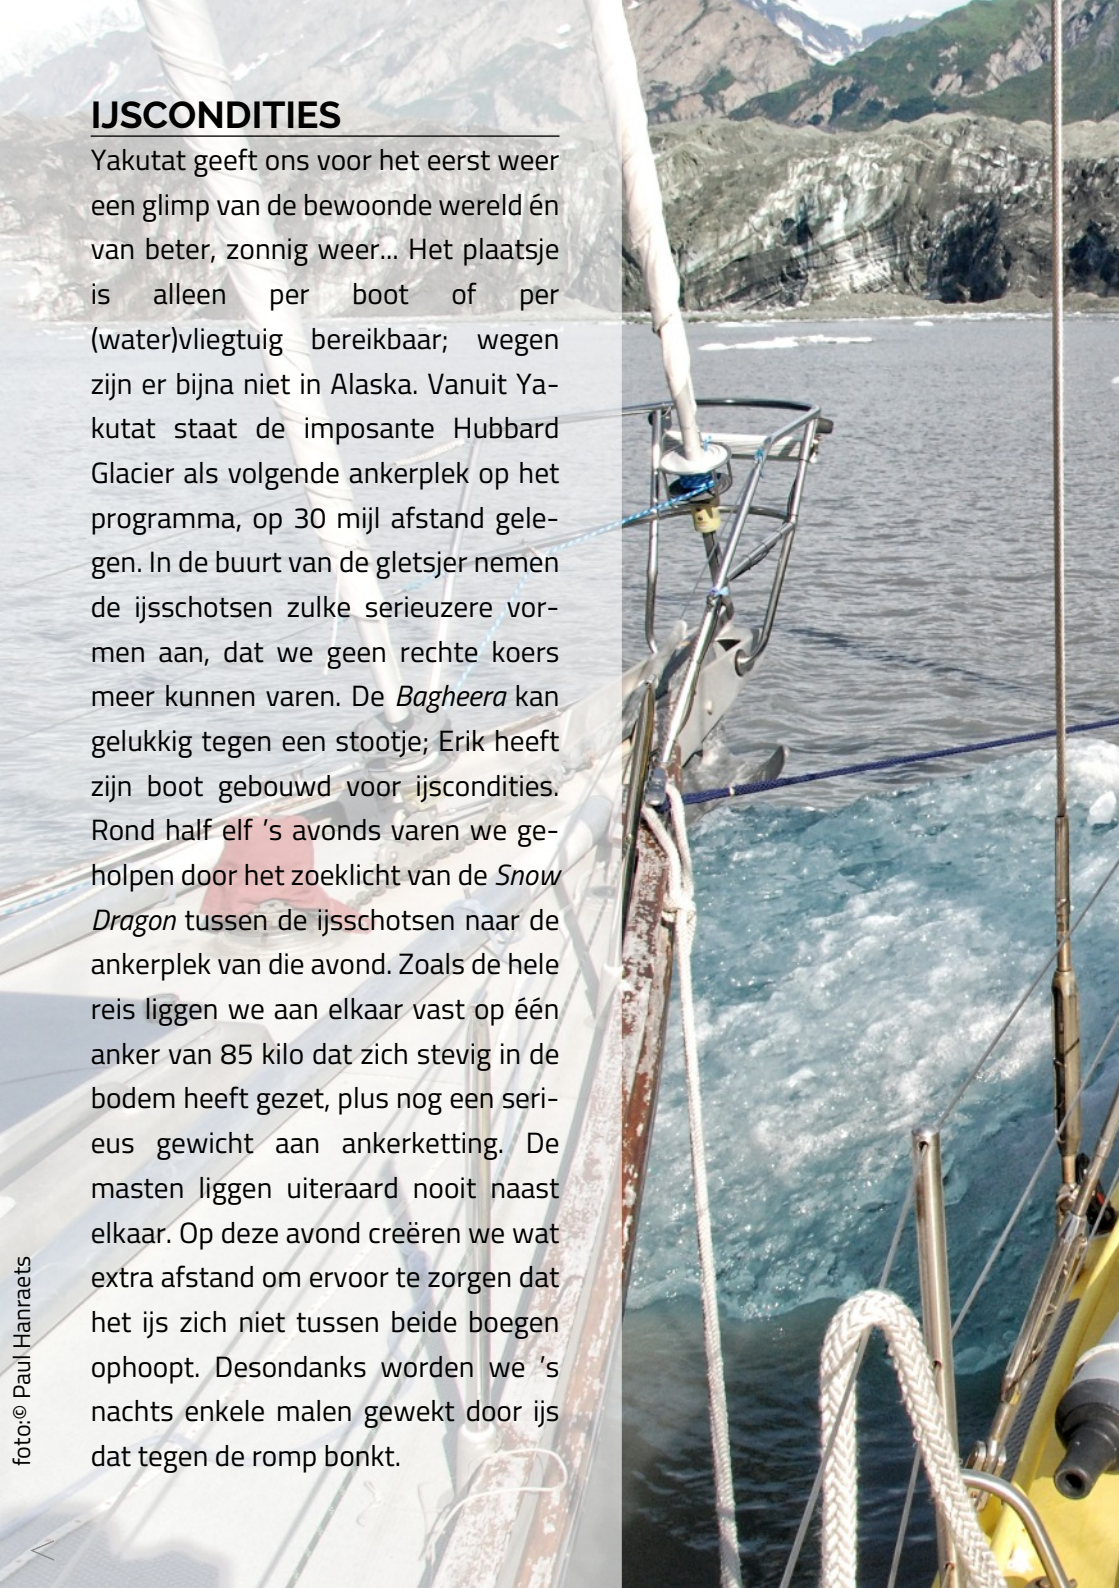 IJSCONDITIES
Yakutat geeft ons voor het eerst weer
een glimp van de bewoonde wereld én
van beter, zonnig weer... Het plaatsje
is alleen per boot of per
(water)vliegtuig bereikbaar; wegen
zijn er bijna niet in Alaska. Vanuit Ya-
kutat staat de imposante Hubbard
Glacier als volgende ankerplek op het
programma, op 30 mijl afstand gele-
gen. In de buurt van de gletsjer nemen
de ijsschotsen zulke serieuzere vor-
men aan, dat we geen rechte koers
meer kunnen varen. De Bagheera kan
gelukkig tegen een stootje; Erik heeft
zijn boot gebouwd voor ijscondities.
Rond half elf ’s avonds varen we ge-
holpen door het zoeklicht van de Snow
Dragon tussen de ijsschotsen naar de
ankerplek van die avond. Zoals de hele
reis liggen we aan elkaar vast op één
anker van 85 kilo dat zich stevig in de
bodem heeft gezet, plus nog een seri-
eus gewicht aan ankerketting. De
masten liggen uiteraard nooit naast
elkaar. Op deze avond creëren we wat
extra afstand om ervoor te zorgen dat
het ijs zich niet tussen beide boegen
ophoopt. Desondanks worden we ’s
nachts enkele malen gewekt door ijs
dat tegen de romp bonkt.
foto:© Paul Hanraets